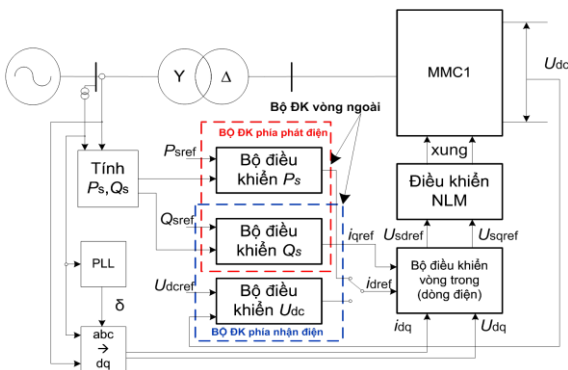 Y
Δ
MMC1
Udc
Bộ ĐK vòng ngoài
BỘ ĐK phía phát điện
Psref
Bộ điều
khiển Ps
Tính
Ps,Qs
xung
Điều khiển
NLM
Qsref
Bộ điều
khiển Qs
iqref
Usdref
Usqref
PLL
δ
Udcref
Bộ điều
khiển Udc
idref
Bộ điều khiển
vòng trong
(dòng điện)
BỘ ĐK phía nhận điện
abc
→
dq
idq
Udq